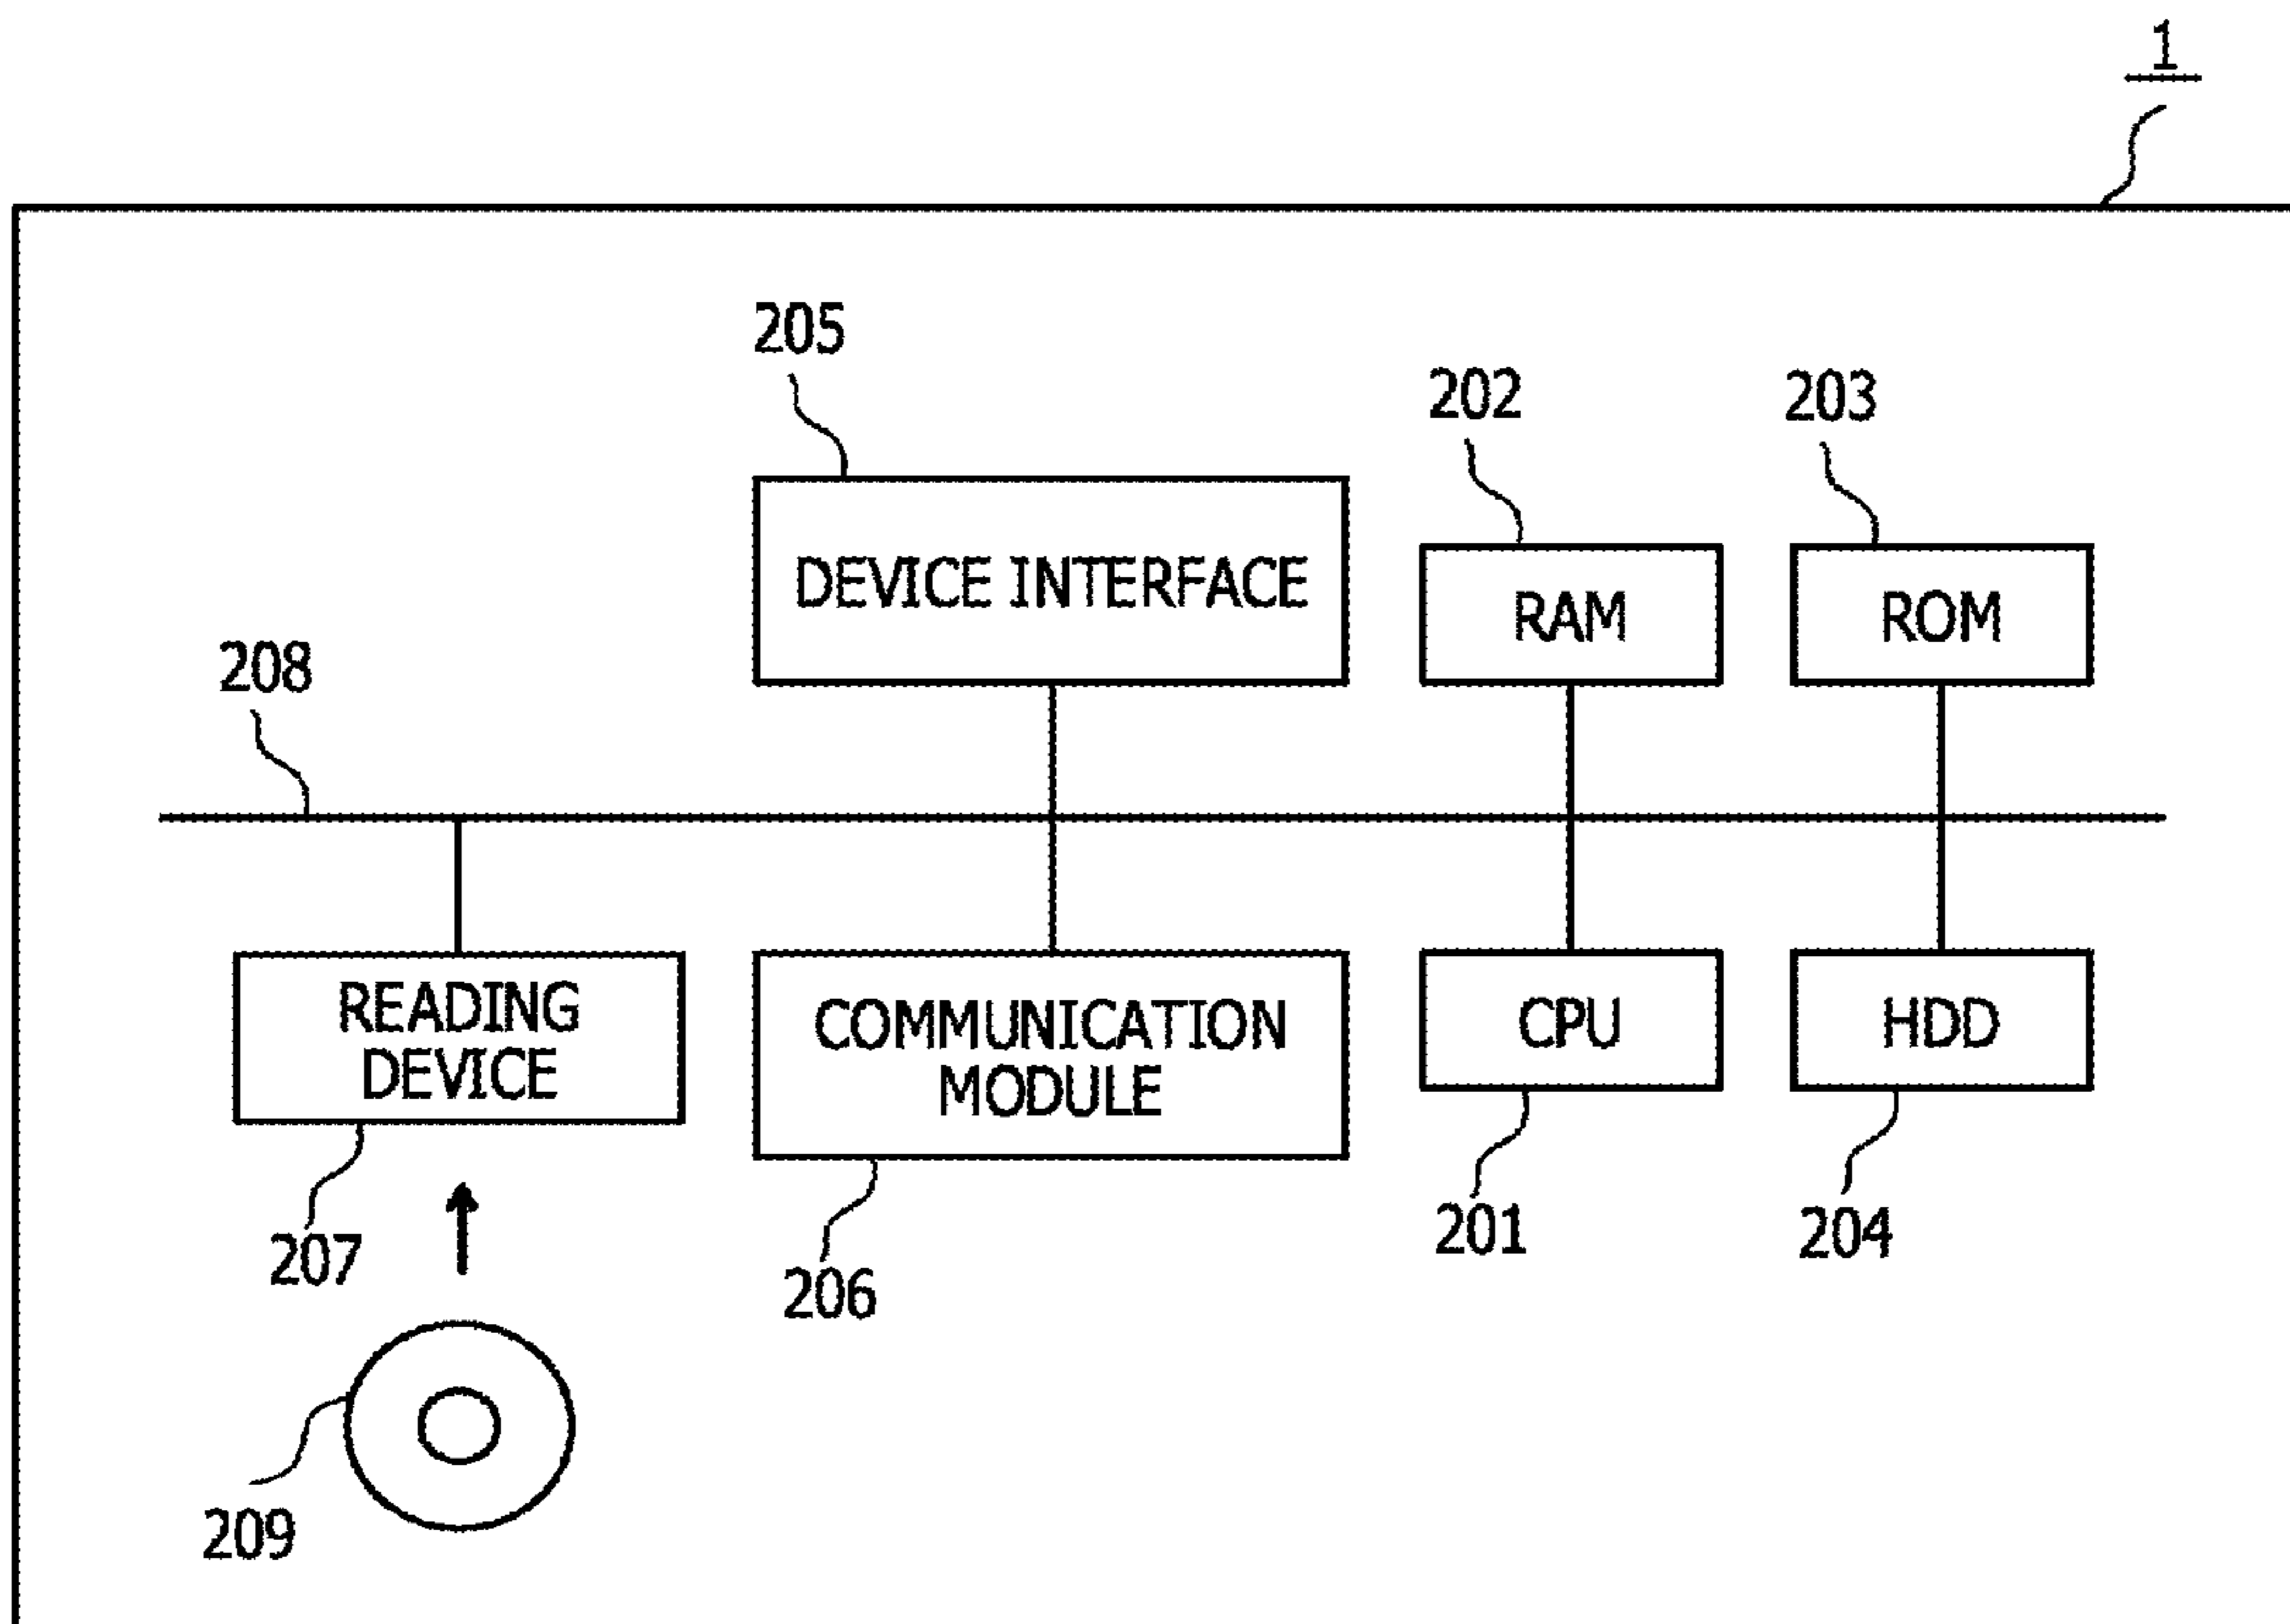 1
205
202
203
DEVICE INTERFACE
RAM
ROM
208
READING
DEVICE
COMMUNICATION
MODULE
CPU
HDD
207
206
201
204
209